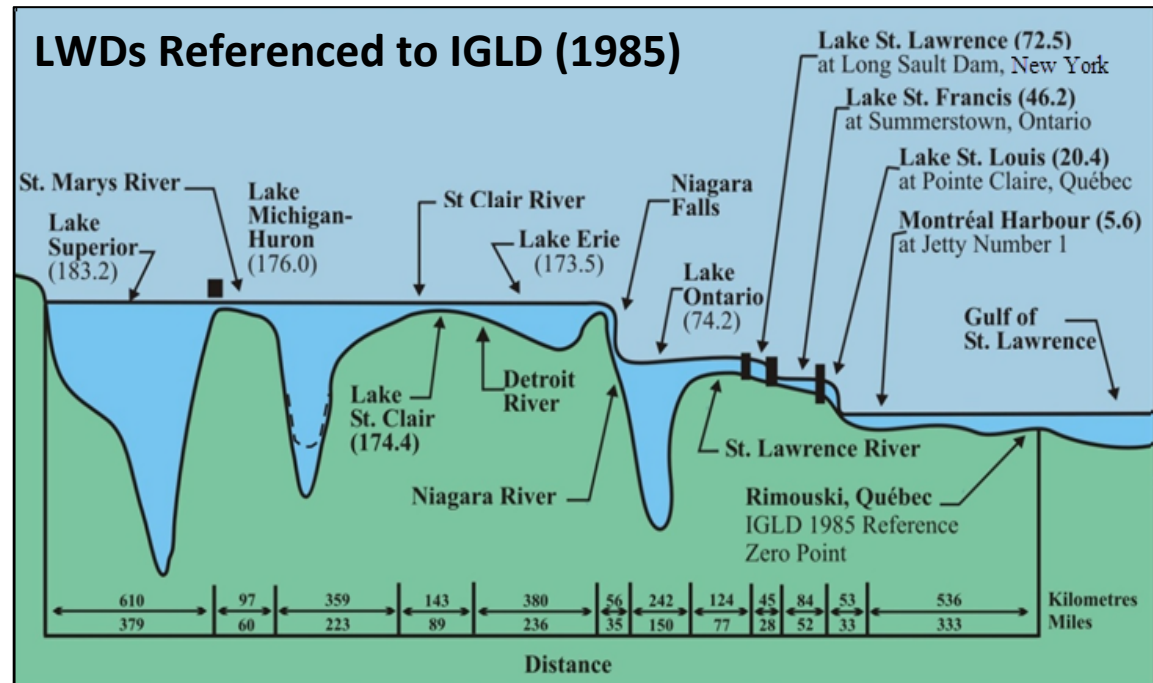 LWDs Referenced to IGLD (1985)
Lake St. Lawrence (72.5)
at Long Sault Dam, New York
Lake St. Francis (46.2)
at Summerstown, Ontario
Lake St. Louis (20.4)
at Pointe Claire, Québec
Montréal Harbour (5.6)
at Jetty Number 1
Gulf of
St. Lawrence
St. Marys River
Lake
Superior
(183.2)
Lake
Michigan-
Huron
(176.0)
St Clair River
Lake Erie
(173.5)
Niagara
Falls
Lake
Ontario
(74.2)
Lake
St. Clair
(174.4)
Detroit
River
Niagara River
St. Lawrence River
Rimouski, Québec
IGLD 1985 Reference
Zero Point
610 97 359 143 380 56 242 124 45 84 53 536 Kilometres
379 60 223 89 236 35 150 77 28 52 33 333 Miles
Distance